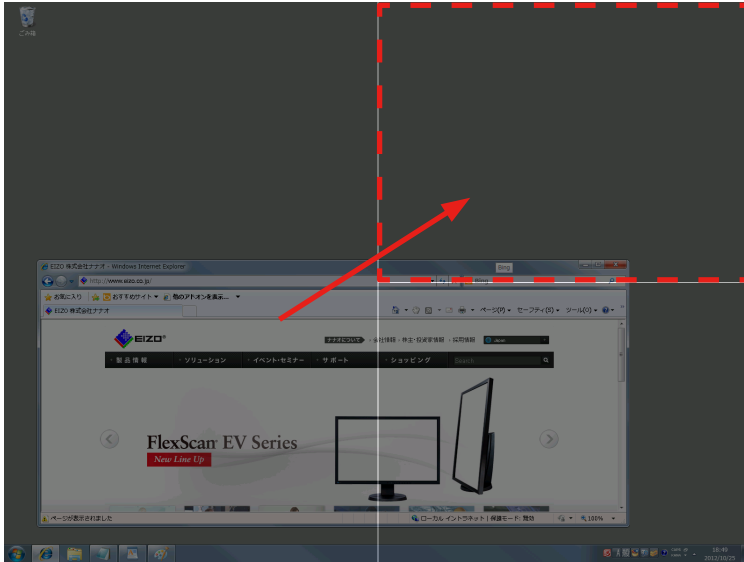 ごみ箱
EIZO 株式会社ナナオ - Windows Internet Explorer
Bing
http://www.eizo.co.jp/
Bing
お気に入り おすすめサイト ▼ 他のアドオンを表示... ▼
EIZO 株式会社ナナオ
ページ(P) ▼ セーフティ(S) ▼ ツール(O) ▼
EIZO®
ナナオについて ・会社情報 ・株主・投資家情報 ・採用情報 Japan
・製品情報 ・ソリューション ・イベント・セミナー ・サポート ・ショッピング Search
FlexScan EV Series
New Line Up
ページが表示されました
ローカル イントラネット | 保護モード: 無効 100%
18:49
2012/10/25